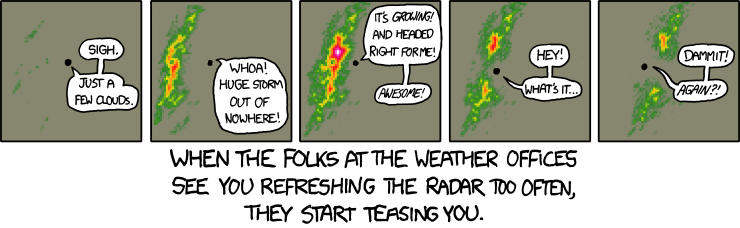 SIGH.
JUST A
FEW CLOUDS.
WHOA!
HUGE STORM
OUT OF
NOWHERE!
IT'S GROWING!
AND HEADED
RIGHT FOR ME!
AWESOME!
HEY!
WHAT'S IT...
DAMMIT!
AGAIN?!
WHEN THE FOLKS AT THE WEATHER OFFICES
SEE YOU REFRESHING THE RADAR TOO OFTEN,
THEY START TEASING YOU.